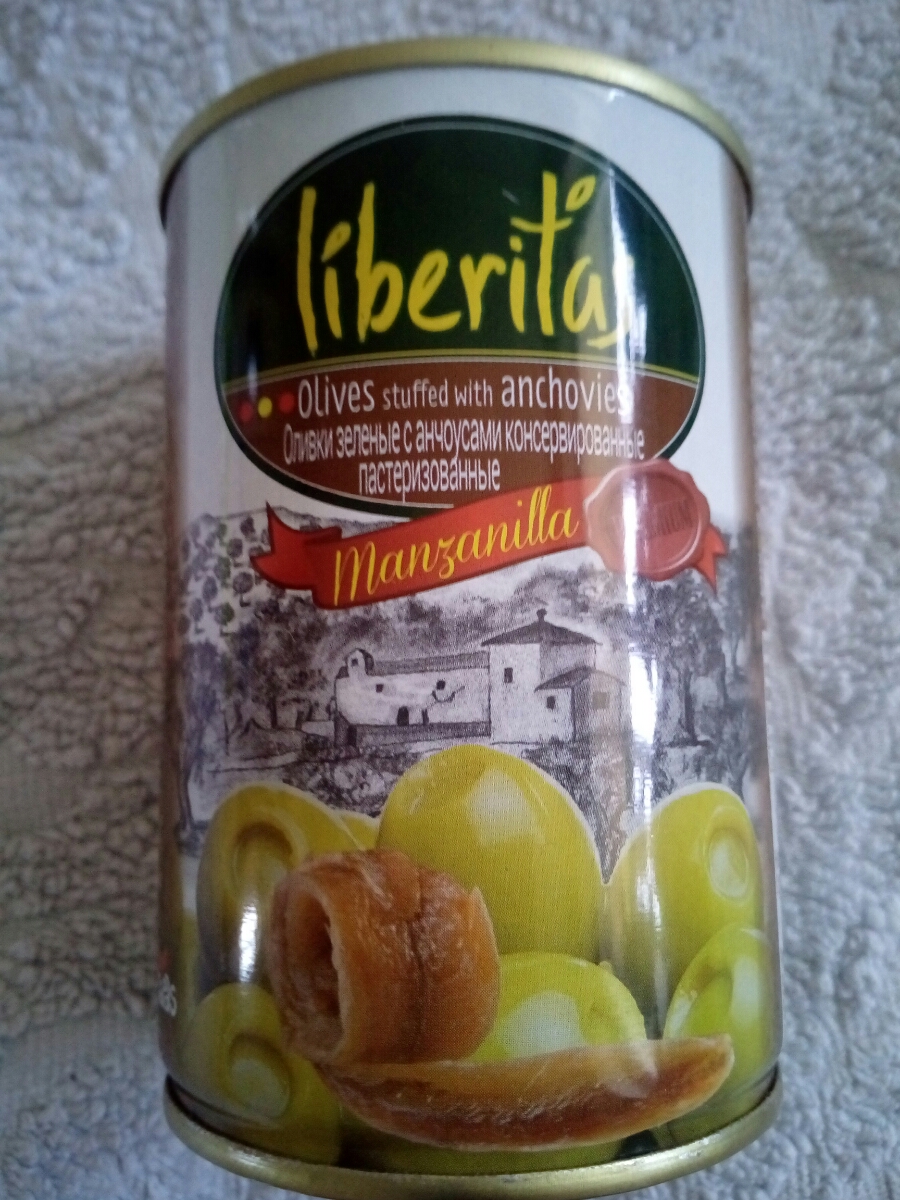 liberitas
Olives stuffed with anchovies
Оливки зеленые с анчоусами консервированные
пастеризованные
Manzanilla